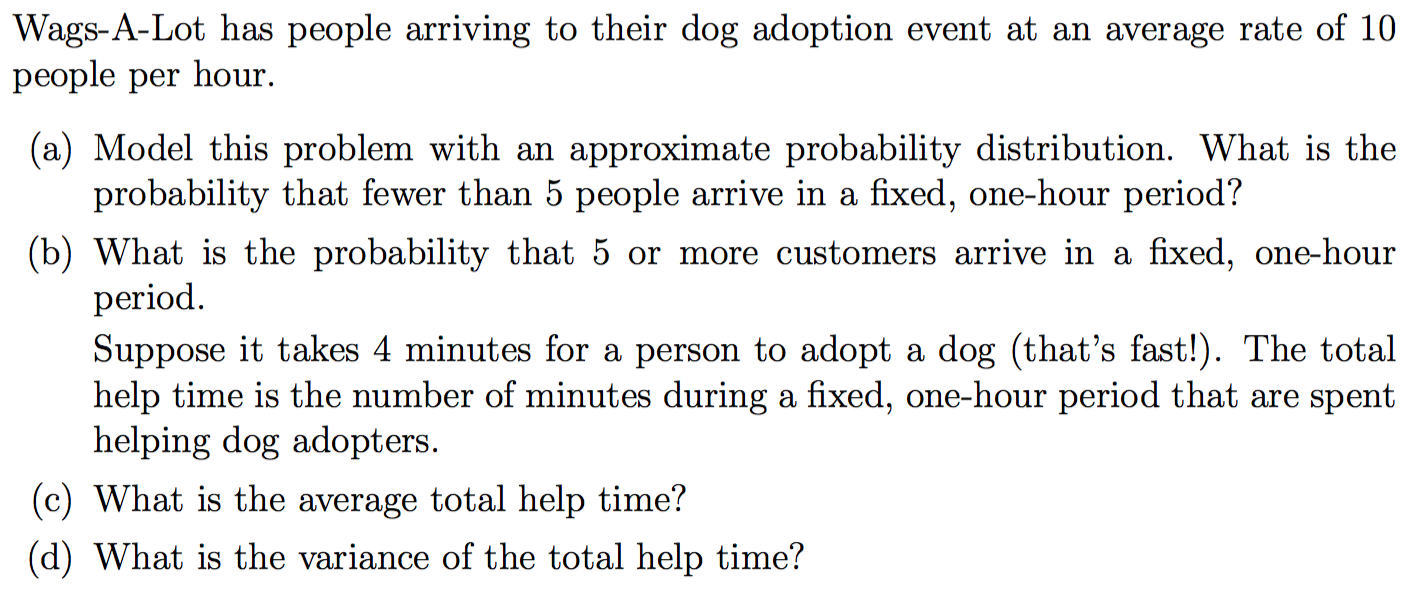 Wags-A-Lot has people arriving to their dog adoption event at an average rate of 10
people per hour.
(a) Model this problem with an approximate probability distribution. What is the
probability that fewer than 5 people arrive in a fixed, one-hour period?
(b) What is the probability that 5 or more customers arrive in a fixed, one-hour
period.
Suppose it takes 4 minutes for a person to adopt a dog (that's fast!). The total
help time is the number of minutes during a fixed, one-hour period that are spent
helping dog adopters.
(c) What is the average total help time?
(d) What is the variance of the total help time?